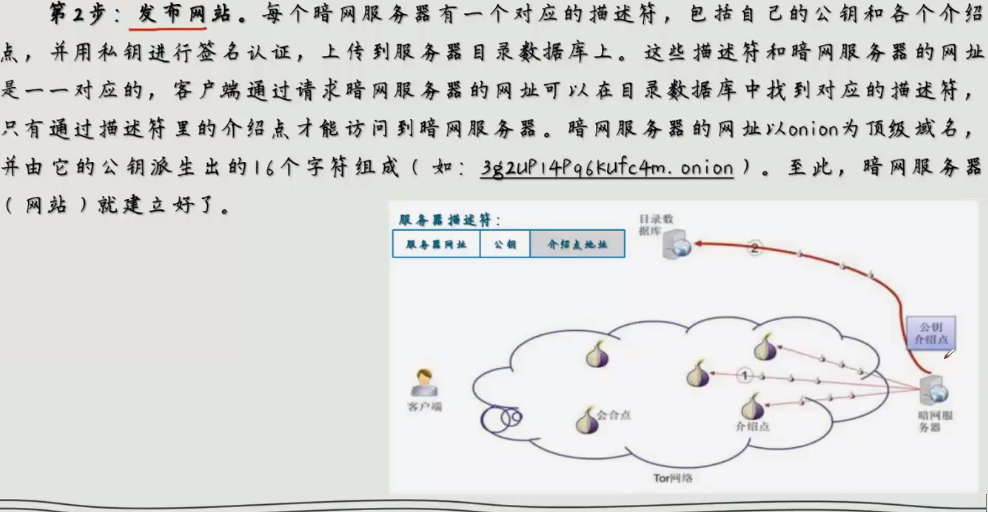 第2步：发布网站。每个暗网服务器有一个对应的描述符，包括自己的公钥和各个介绍
点，并用私钥进行签名认证，上传到服务器目录数据库上。这些描述符和暗网服务器的网址
是一一对应的，客户端通过请求暗网服务器的网址可以在目录数据库中找到对应的描述符，
只有通过描述符里的介绍点才能访问到暗网服务器。暗网服务器的网址以onion为顶级域名，
并由它的公钥派生出的16个字符组成（如：3g2UP14Pq6kufc4m.onion）。至此，暗网服务器
（网站）就建立好了。
服务器描述符：
服务器网址 公钥 介绍点地址
目录数
据库
2
公钥
介绍点
1
客户端
会合点
介绍点
暗网服
务器
Tor网络